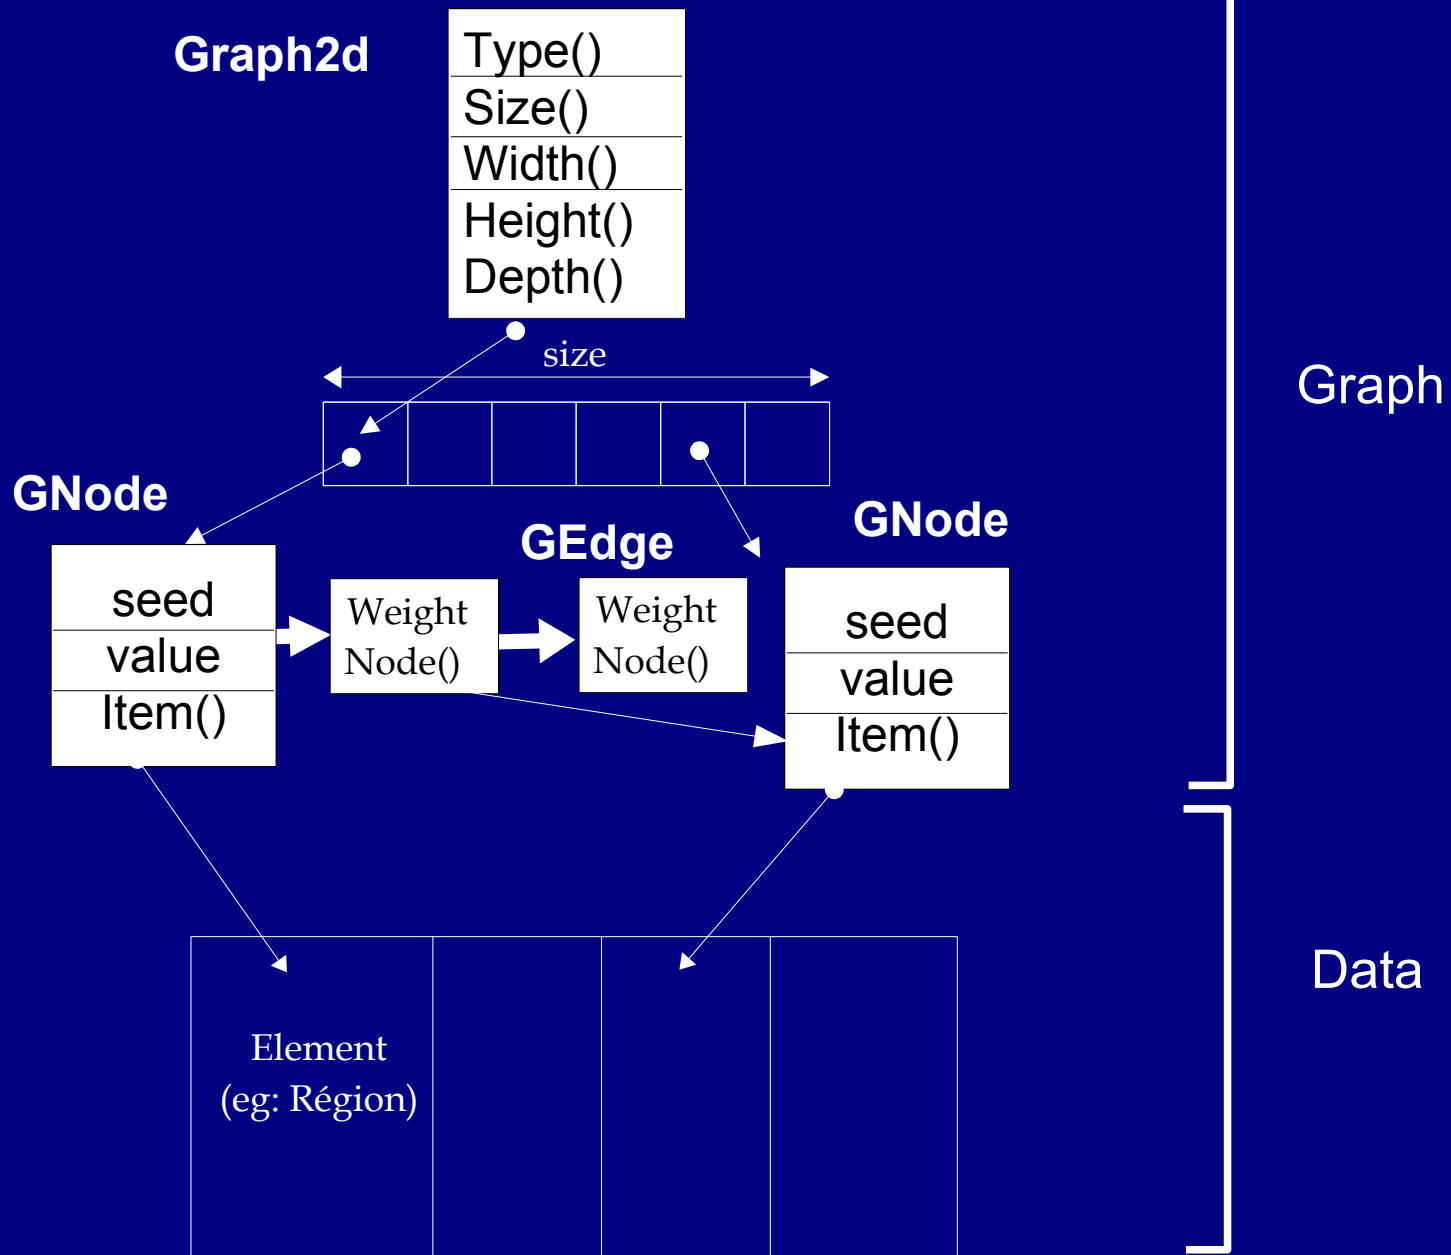 Graph2d
Type()
Size()
Width()
Height()
Depth()
size
Graph
GNode
GEdge
GNode
seed
value
Item()
Weight
Node()
Weight
Node()
seed
value
Item()
Data
Element
(eg: Région)